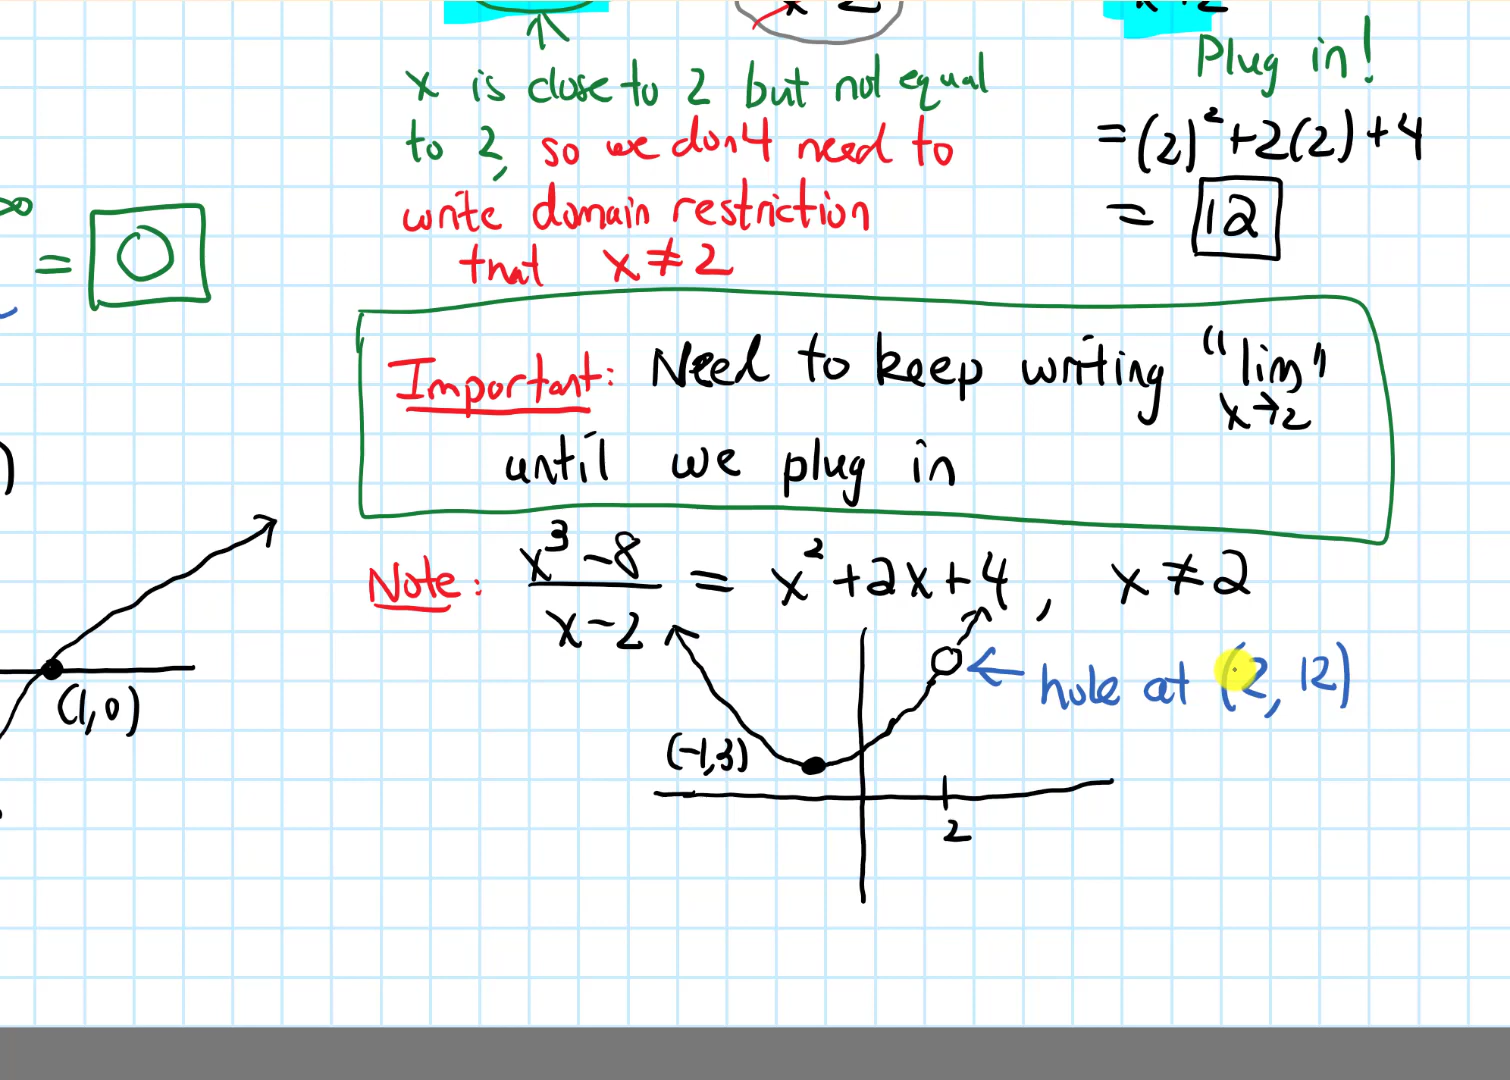 Plug in!
x is close to 2 but not equal
to 2, so we don4 need to
write domain restriction
that x ≠ 2
= (2)² + 2(2) + 4
= 12
∞
= 0
Important: Need to keep writing "lim"
x→2
until we plug in
)
Note: x³ - 8
x - 2
= x² + 2x + 4, x ≠ 2
hole at (2, 12)
(1, 0)
(-1, 3)
2